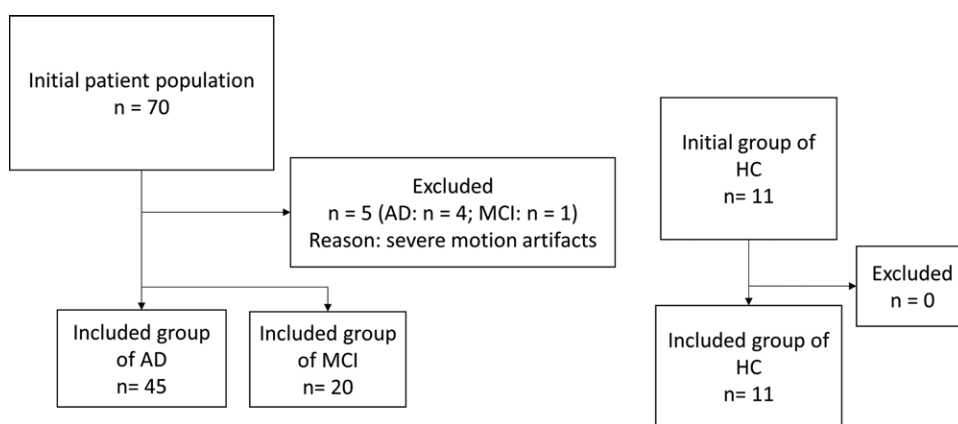 Initial patient population
n = 70
Excluded
n = 5 (AD: n = 4; MCI: n = 1)
Reason: severe motion artifacts
Included group
of AD
n= 45
Included group
of MCI
n= 20
Initial group of
HC
n= 11
Excluded
n = 0
Included group of
HC
n= 11